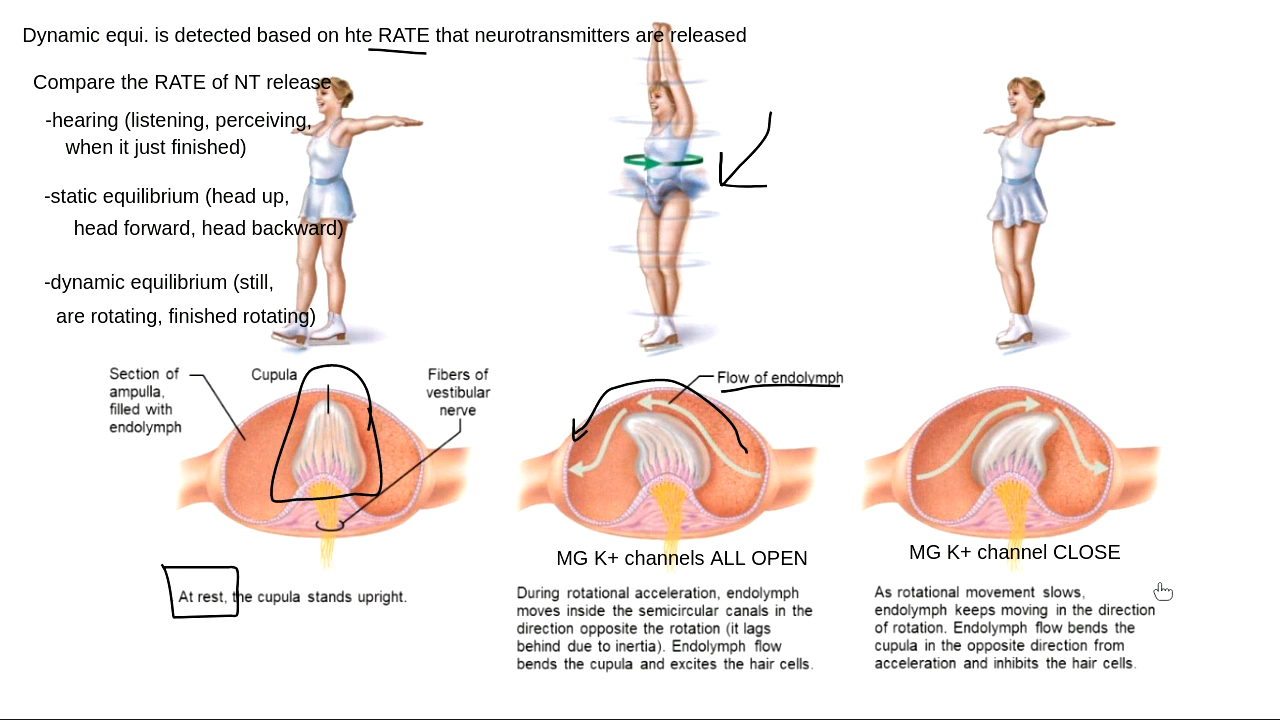 Dynamic equi. is detected based on hte RATE that neurotransmitters are released
Compare the RATE of NT release
-hearing (listening, perceiving,
when it just finished)
-static equilibrium (head up,
head forward, head backward)
-dynamic equilibrium (still,
are rotating, finished rotating)
Section of
ampulla,
filled with
endolymph
Cupula
Fibers of
vestibular
nerve
Flow of endolymph
At rest, the cupula stands upright.
MG K+ channels ALL OPEN
During rotational acceleration, endolymph
moves inside the semicircular canals in the
direction opposite the rotation (it lags
behind due to inertia). Endolymph flow
bends the cupula and excites the hair cells.
MG K+ channel CLOSE
As rotational movement slows,
endolymph keeps moving in the direction
of rotation. Endolymph flow bends the
cupula in the opposite direction from
acceleration and inhibits the hair cells.